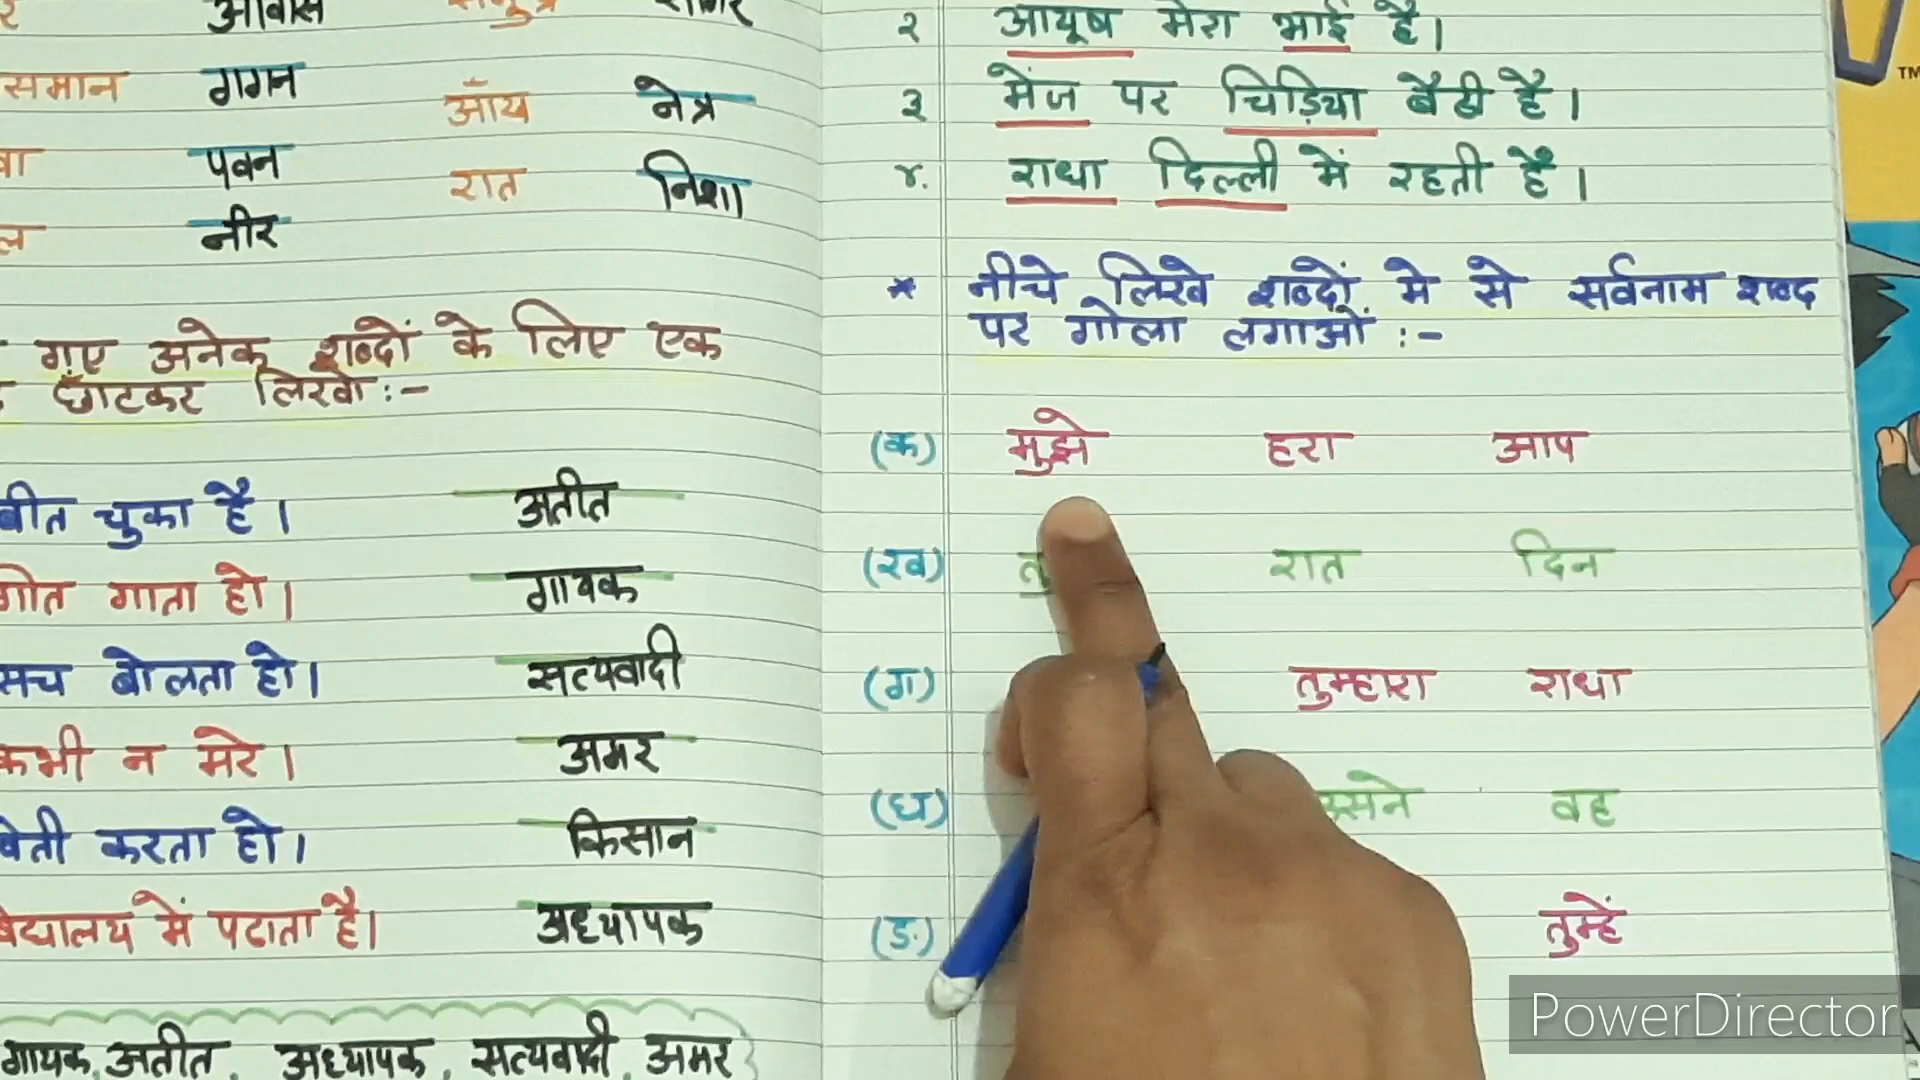 आवास
समान गगन आँय नेत्र
पवन रात निशा
नीर
गए अनेक शब्दों के लिए एक
छाँटकर लिखो :-
बीत चुका है। अतीत
गीत गाता हो। गायक
सच बोलता हो। सत्यवादी
कभी न मरे। अमर
खेती करता हो। किसान
में पढाता है। अध्यापक
गायक, अतीत, अध्यापक, सत्यवादी, अमर
२ आयूष मेरा भाई है।
३ मेंज पर चिड़िया बैठी है।
४. राधा दिल्ली में रहती है।
* नीचे लिखे शब्दों मे से सर्वनाम शब्द
पर गोला लगाओं :-
(क) मुझे हरा आप
(ख) रात दिन
(ग) तुम्हारा राधा
(घ) उसने वह
(ङ) तुम्हें
PowerDirector
TM